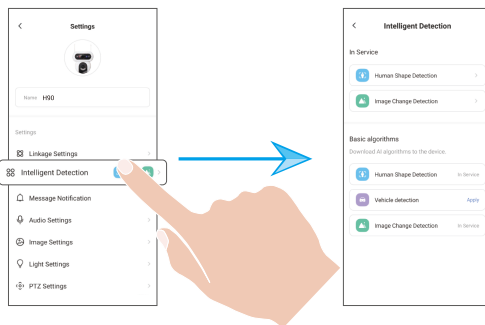 Settings
Name H90
Settings
Linkage Settings
Intelligent Detection
Message Notification
Audio Settings
Image Settings
Light Settings
PTZ Settings
Intelligent Detection
In Service
Human Shape Detection
Image Change Detection
Basic algorithms
Download AI algorithms to the device.
Human Shape Detection In Service
Vehicle detection Apply
Image Change Detection In Service